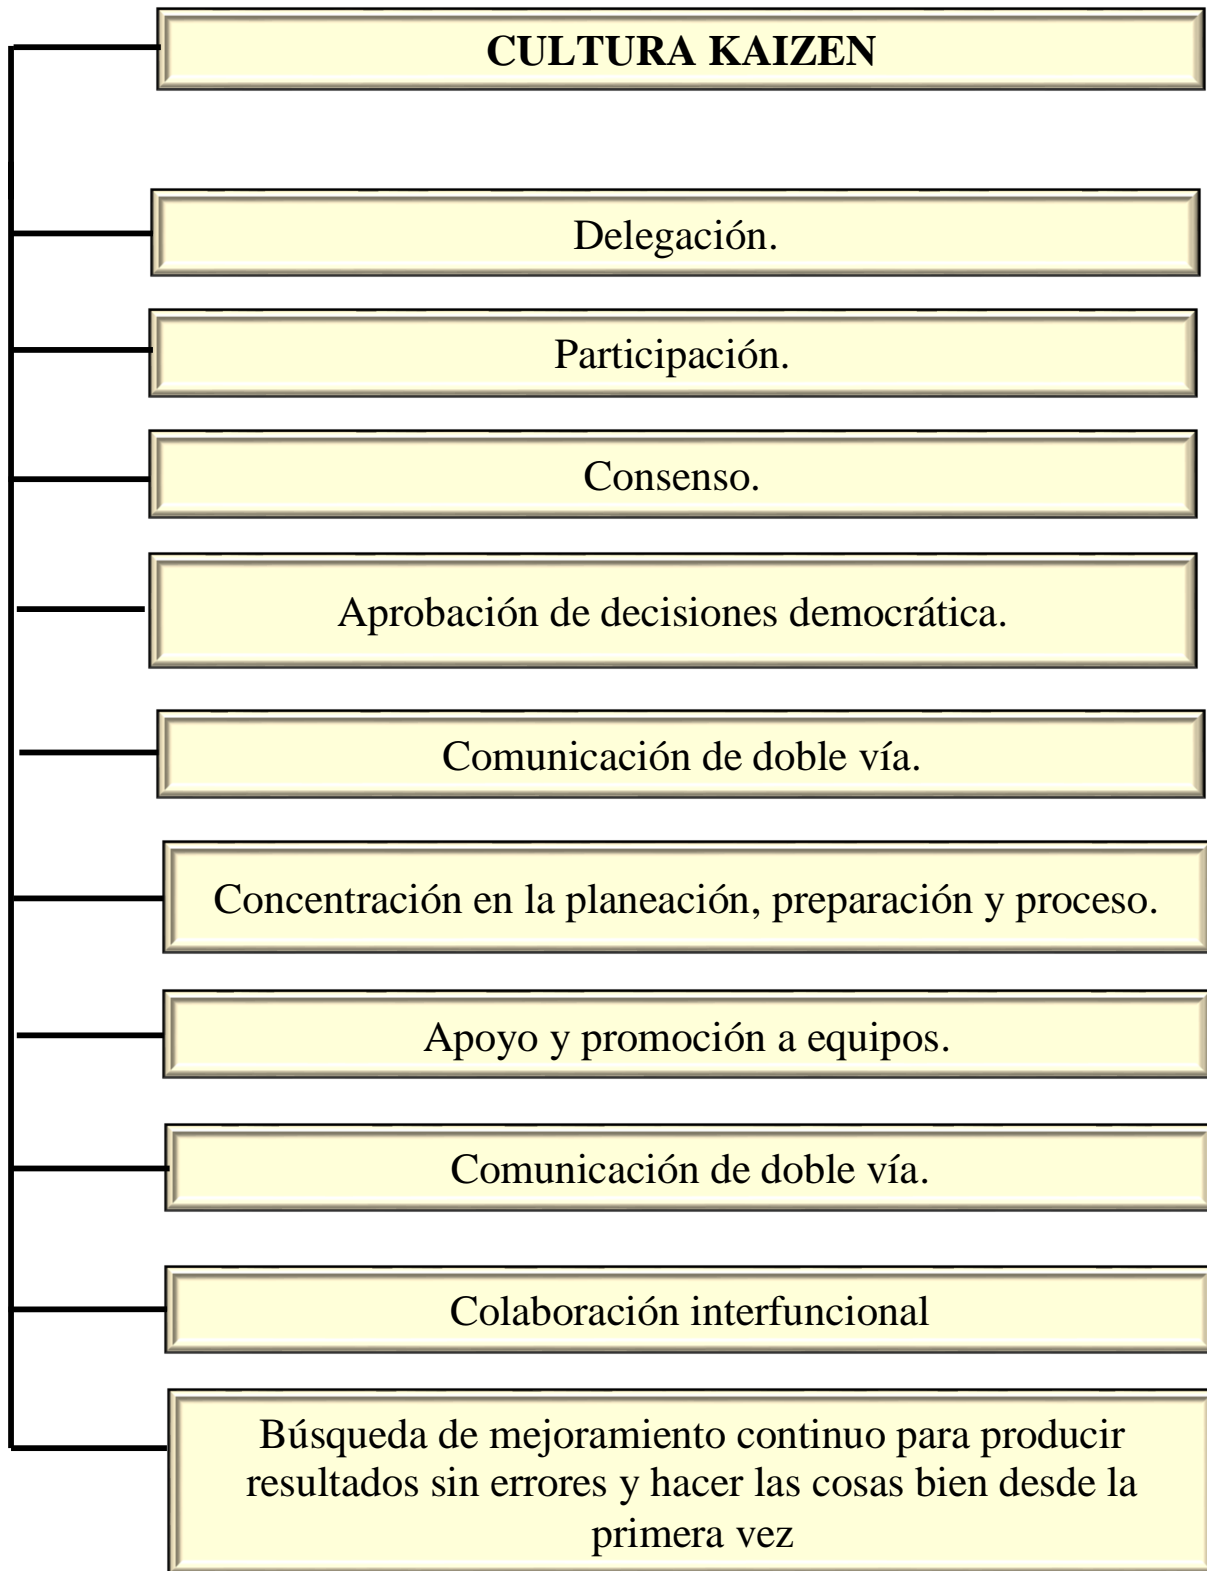 CULTURA KAIZEN
Delegación.
Participación.
Consenso.
Aprobación de decisiones democrática.
Comunicación de doble vía.
Concentración en la planeación, preparación y proceso.
Apoyo y promoción a equipos.
Comunicación de doble vía.
Colaboración interfuncional
Búsqueda de mejoramiento continuo para producir
resultados sin errores y hacer las cosas bien desde la
primera vez